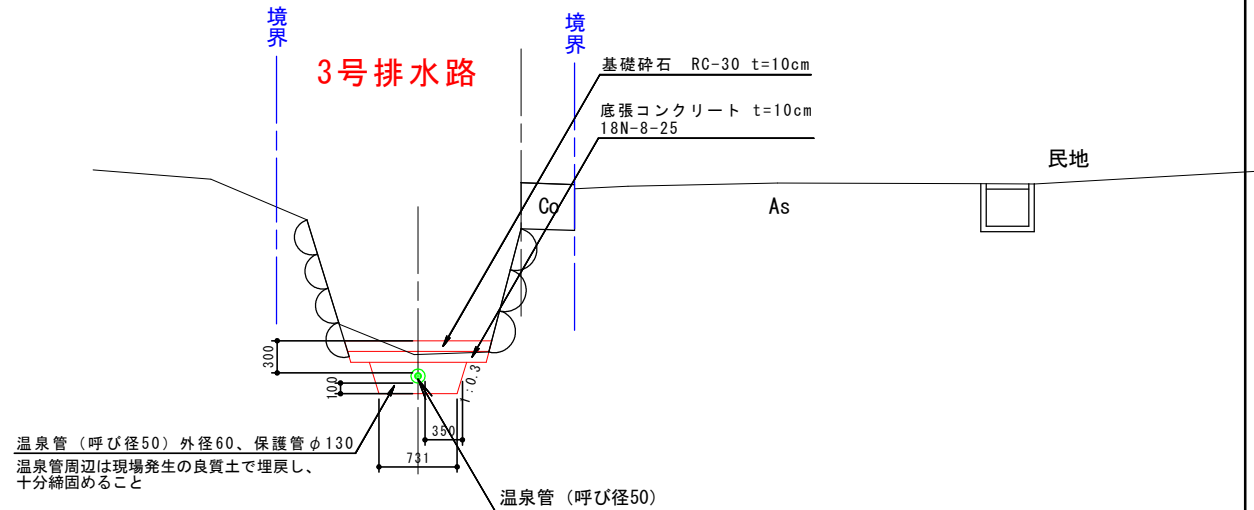 境界
境界
3号排水路
基礎砕石 RC-30 t=10cm
底張コンクリート t=10cm
18N-8-25
民地
Co
As
300
100
1:0.3
350
731
温泉管(呼び径50)外径60、保護管φ130
温泉管周辺は現場発生の良質土で埋戻し、
十分締固めること
温泉管(呼び径50)